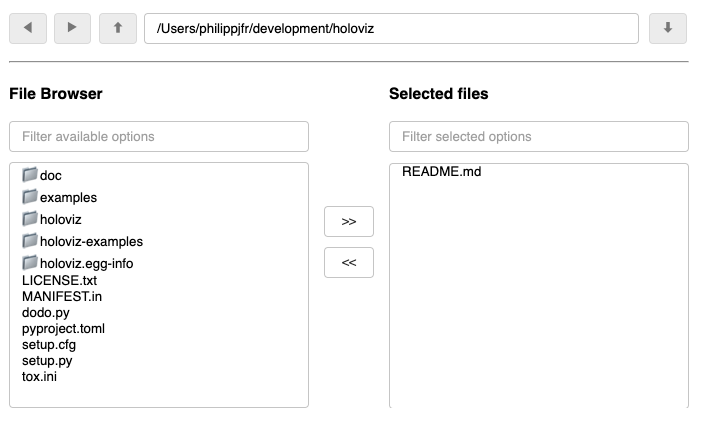 /Users/philippjfr/development/holoviz
File Browser
Selected files
Filter available options
Filter selected options
doc
examples
holoviz
holoviz-examples
holoviz.egg-info
LICENSE.txt
MANIFEST.in
dodo.py
pyproject.toml
setup.cfg
setup.py
tox.ini
>>
<<
README.md